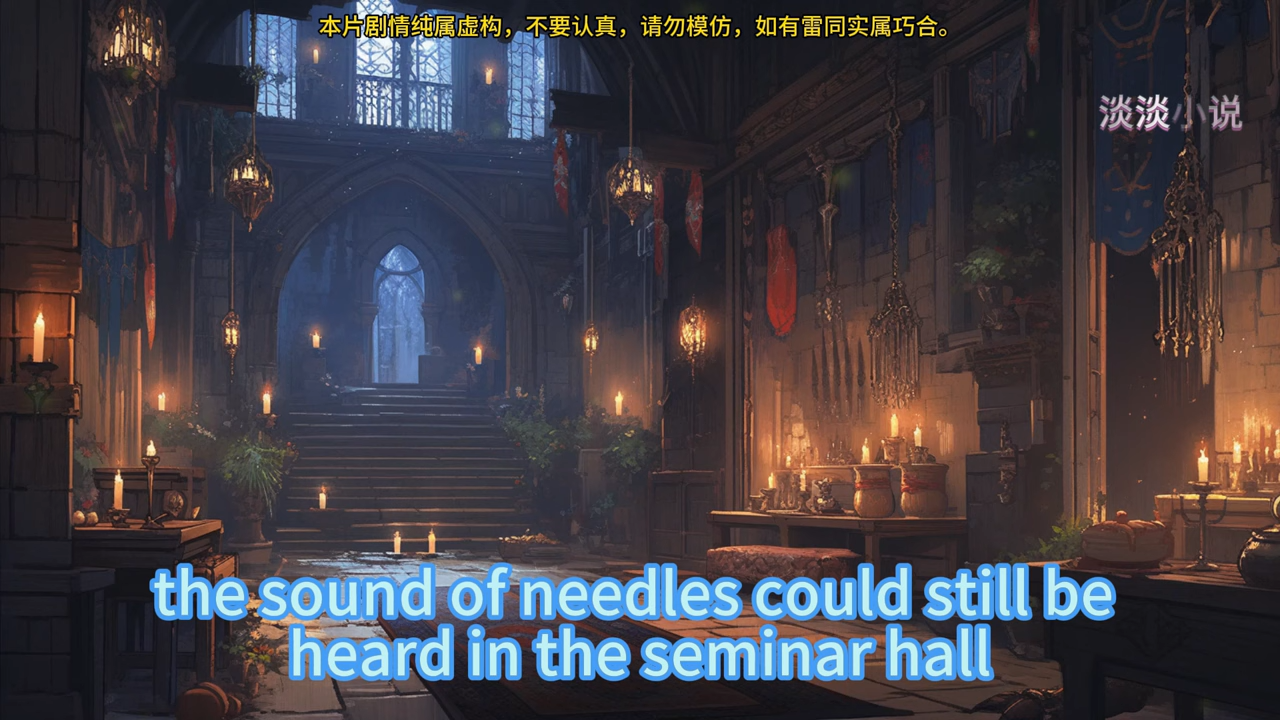 本片剧情纯属虚构，不要认真，请勿模仿，如有雷同实属巧合。
淡淡小说
the sound of needles could still be
heard in the seminar hall